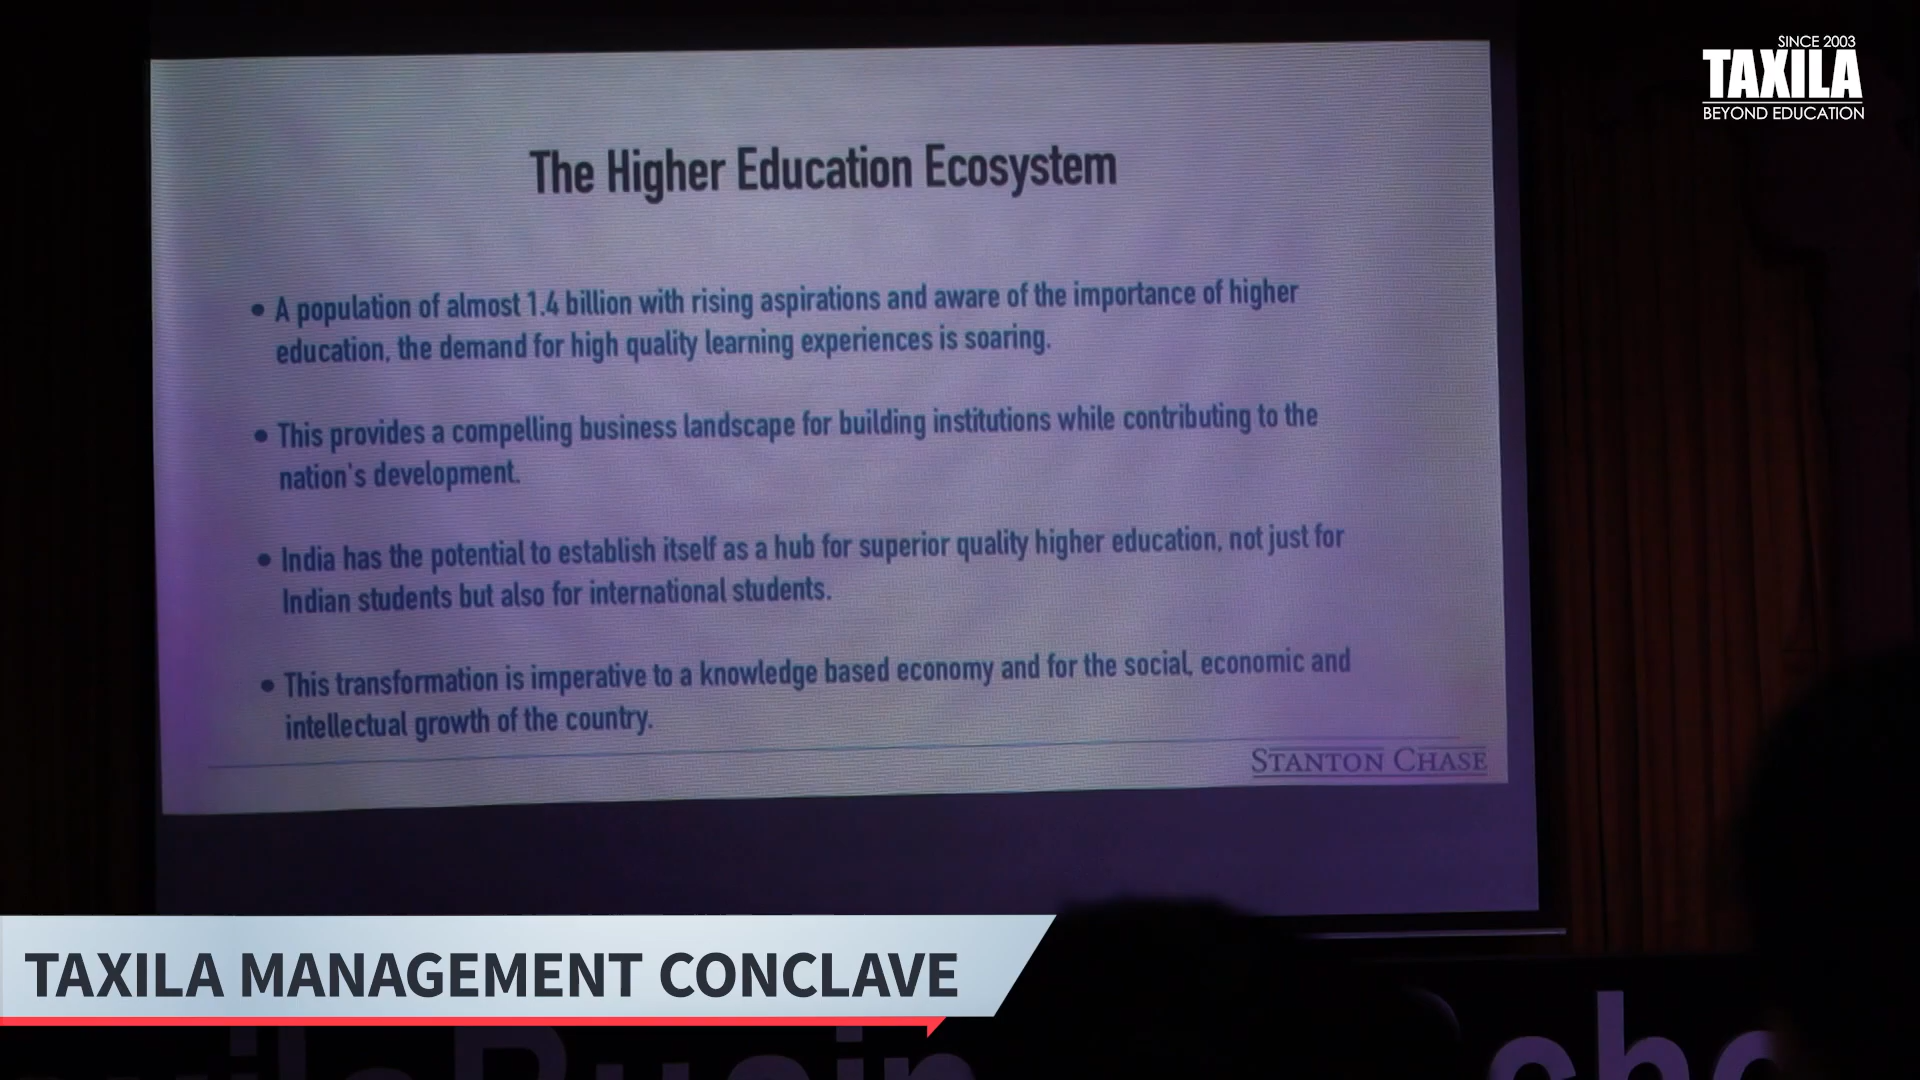 SINCE 2003
TAXILA
BEYOND EDUCATION
The Higher Education Ecosystem
• A population of almost 1.4 billion with rising aspirations and aware of the importance of higher
education, the demand for high quality learning experiences is soaring.
• This provides a compelling business landscape for building institutions while contributing to the
nation's development.
• India has the potential to establish itself as a hub for superior quality higher education, not just for
Indian students but also for international students.
• This transformation is imperative to a knowledge based economy and for the social, economic and
intellectual growth of the country.
STANTON CHASE
TAXILA MANAGEMENT CONCLAVE